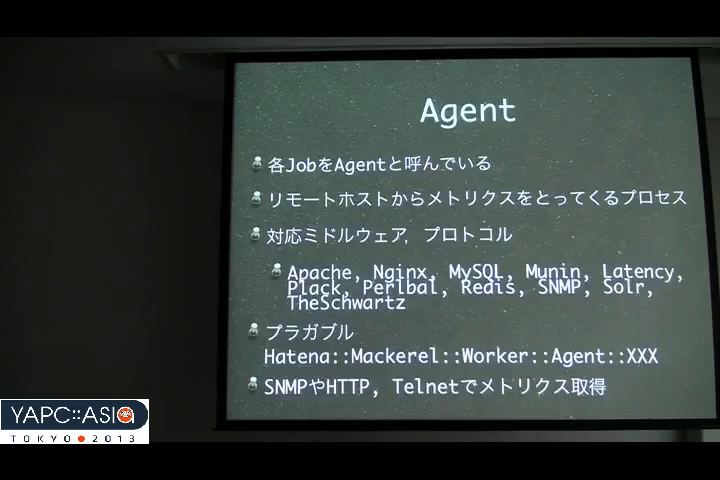 Agent
各JobをAgentと呼んでいる
リモートホストからメトリクスをとってくるプロセス
対応ミドルウェア, プロトコル
Apache, Nginx, MySQL, Munin, Latency,
Plack, Perlbal, Redis, SNMP, Solr,
TheSchwartz
プラガブル
Hatena::Mackerel::Worker::Agent::XXX
SNMPやHTTP, Telnetでメトリクス取得
YAPC::ASIA
TOKYO 2013